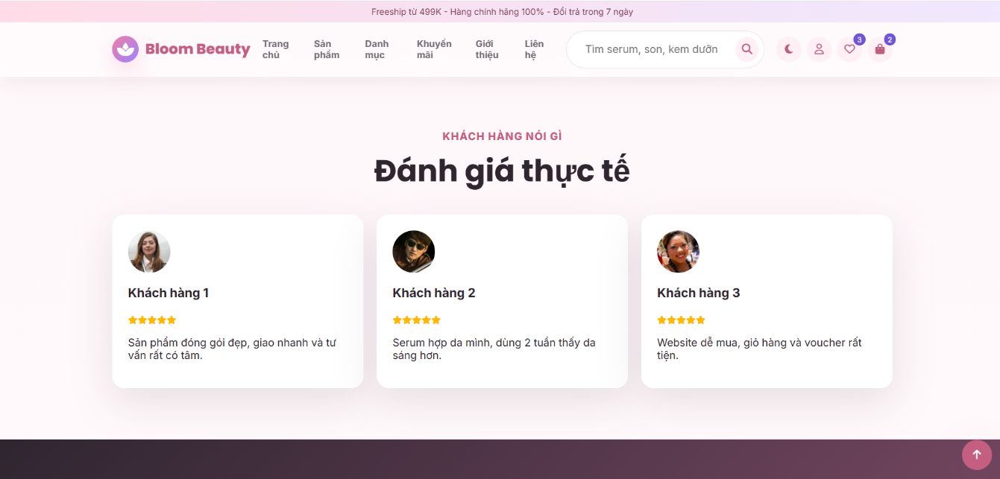 Freeship từ 499K - Hàng chính hãng 100% - Đổi trả trong 7 ngày
Bloom Beauty
Trang chủ
Sản phẩm
Danh mục
Khuyến mãi
Giới thiệu
Liên hệ
Tìm serum, son, kem dưỡn
3
2
KHÁCH HÀNG NÓI GÌ
Đánh giá thực tế
Khách hàng 1
Sản phẩm đóng gói đẹp, giao nhanh và tư
vấn rất có tâm.
Khách hàng 2
Serum hợp da mình, dùng 2 tuần thấy da
sáng hơn.
Khách hàng 3
Website dễ mua, giỏ hàng và voucher rất
tiện.